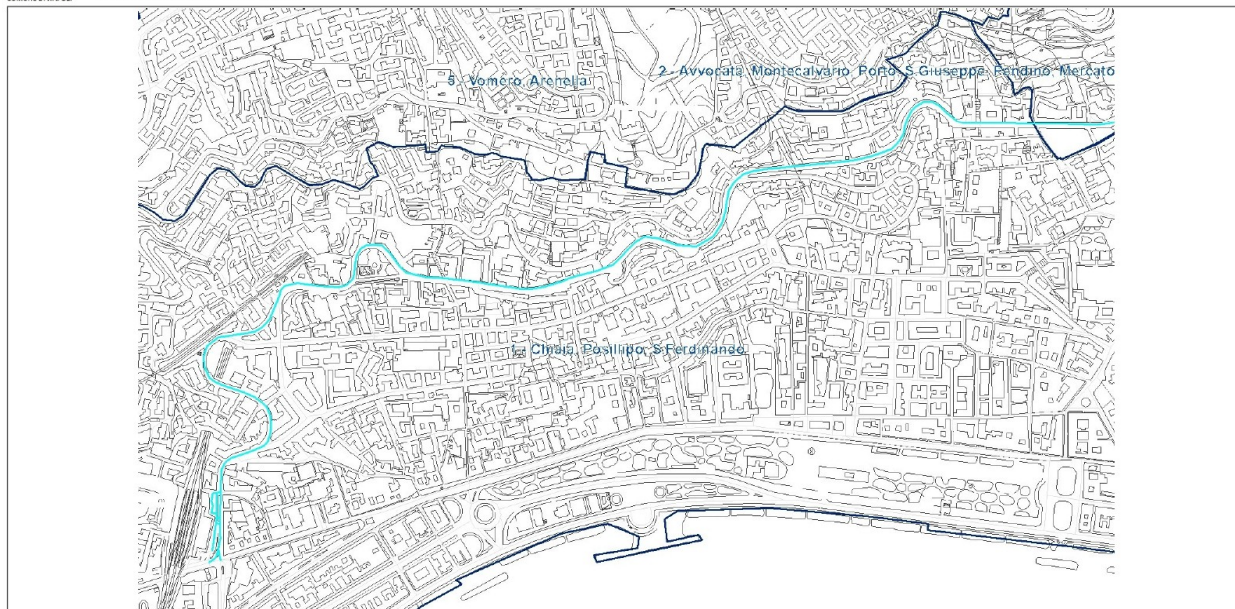 2 - Avvocata, Montecalvario, Porto, S.Giuseppe, Pendino, Mercato
5 - Vomero, Arenella
1 - Chiaia, Posillipo, S.Ferdinando